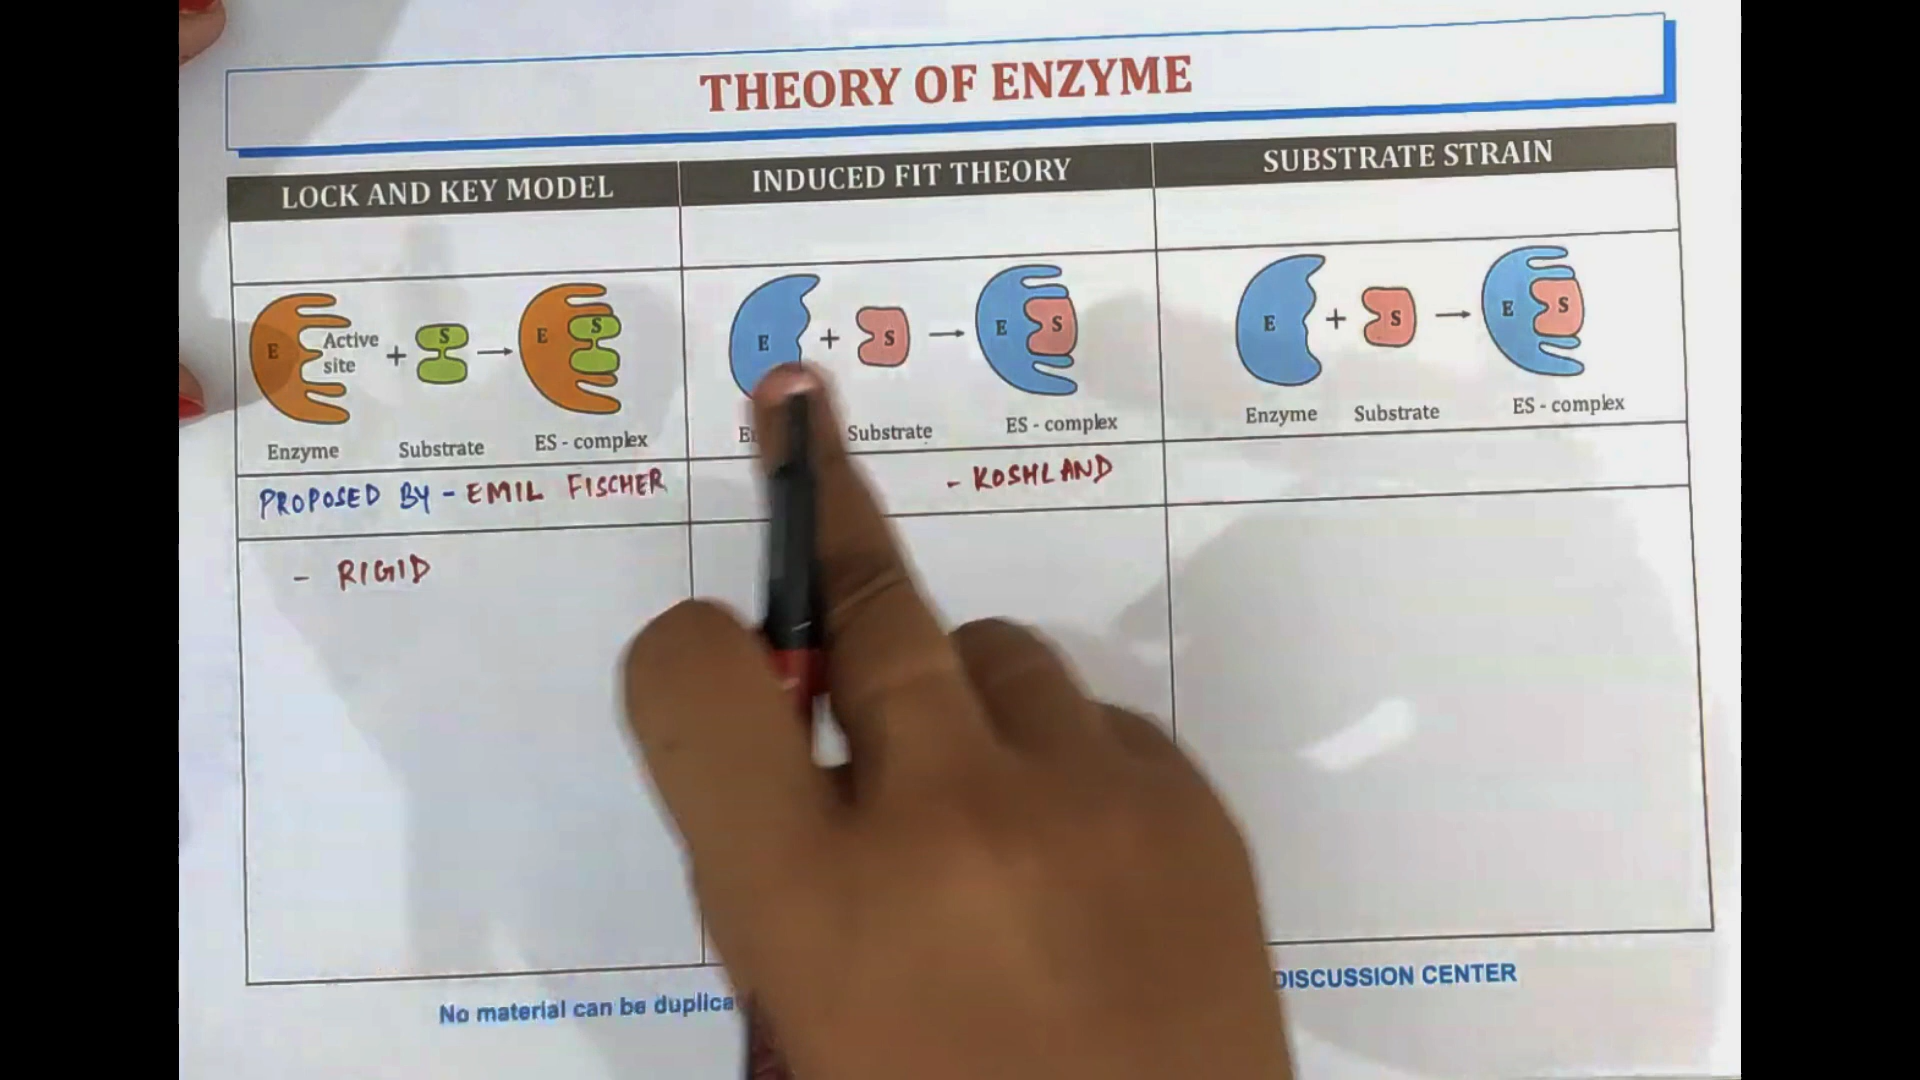 THEORY OF ENZYME
LOCK AND KEY MODEL
INDUCED FIT THEORY
SUBSTRATE STRAIN
E
Active
site
+
S
E
S
Enzyme
Substrate
ES - complex
E
+
S
E
S
Substrate
ES - complex
E
+
S
E
S
Enzyme
Substrate
ES - complex
PROPOSED BY - EMIL FISCHER
- KOSHLAND
- RIGID
No material can be
DISCUSSION CENTER